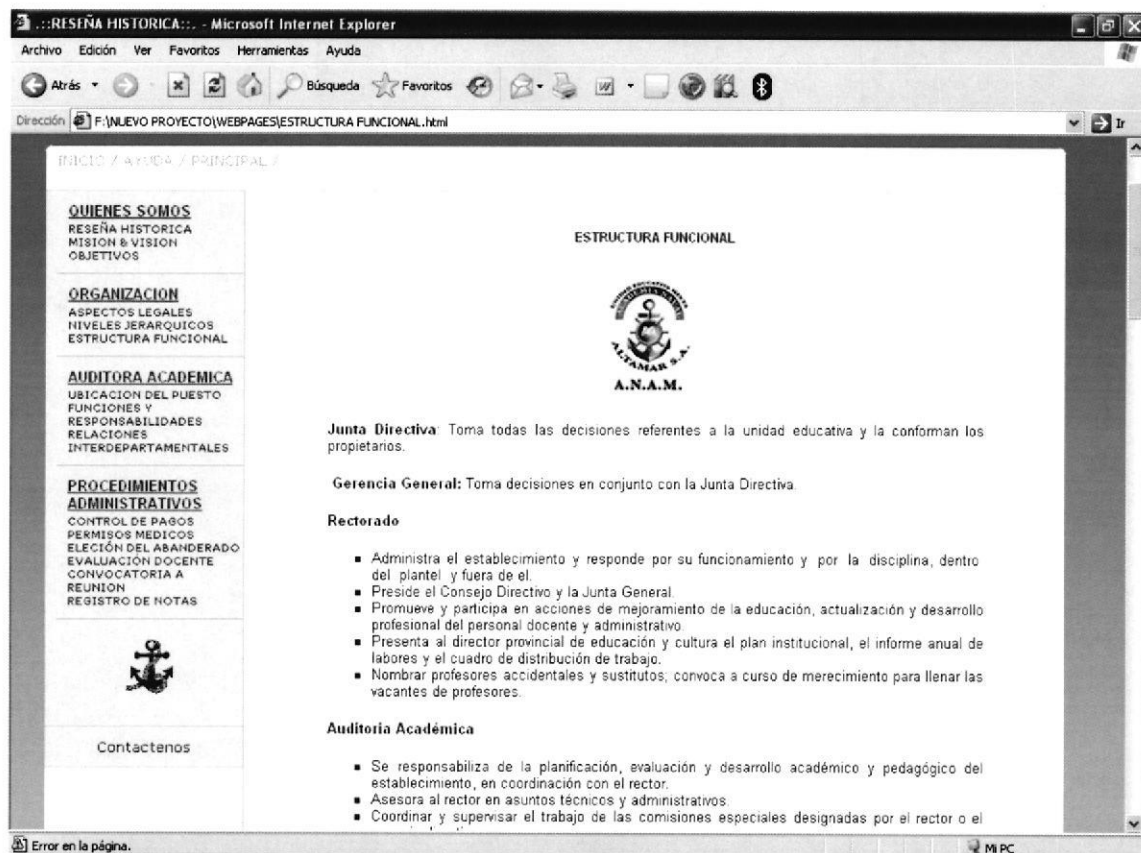 .::RESEÑA HISTORICA::. - Microsoft Internet Explorer
Archivo Edición Ver Favoritos Herramientas Ayuda
Atrás Búsqueda Favoritos
Dirección F:\NUEVO PROYECTO\WEBPAGES\ESTRUCTURA FUNCIONAL.html Ir
INICIO / AYUDA / PRINCIPAL /
QUIENES SOMOS
RESEÑA HISTORICA
MISION & VISION
OBJETIVOS
ORGANIZACION
ASPECTOS LEGALES
NIVELES JERARQUICOS
ESTRUCTURA FUNCIONAL
AUDITORA ACADEMICA
UBICACION DEL PUESTO
FUNCIONES Y
RESPONSABILIDADES
RELACIONES
INTERDEPARTAMENTALES
PROCEDIMIENTOS
ADMINISTRATIVOS
CONTROL DE PAGOS
PERMISOS MEDICOS
ELECIÓN DEL ABANDERADO
EVALUACIÓN DOCENTE
CONVOCATORIA A
REUNION
REGISTRO DE NOTAS
Contactenos
ESTRUCTURA FUNCIONAL
ACADEMIA NAVAL
ALTAMAR S.A.
A.N.A.M.
Junta Directiva: Toma todas las decisiones referentes a la unidad educativa y la conforman los
propietarios.
Gerencia General: Toma decisiones en conjunto con la Junta Directiva.
Rectorado
▪ Administra el establecimiento y responde por su funcionamiento y por la disciplina, dentro
del plantel y fuera de el.
▪ Preside el Consejo Directivo y la Junta General.
▪ Promueve y participa en acciones de mejoramiento de la educación, actualización y desarrollo
profesional del personal docente y administrativo.
▪ Presenta al director provincial de educación y cultura el plan institucional, el informe anual de
labores y el cuadro de distribución de trabajo.
▪ Nombrar profesores accidentales y sustitutos; convoca a curso de merecimiento para llenar las
vacantes de profesores.
Auditoria Académica
▪ Se responsabiliza de la planificación, evaluación y desarrollo académico y pedagógico del
establecimiento, en coordinación con el rector.
▪ Asesora al rector en asuntos técnicos y administrativos.
▪ Coordinar y supervisar el trabajo de las comisiones especiales designadas por el rector o el
Error en la página. Mi PC